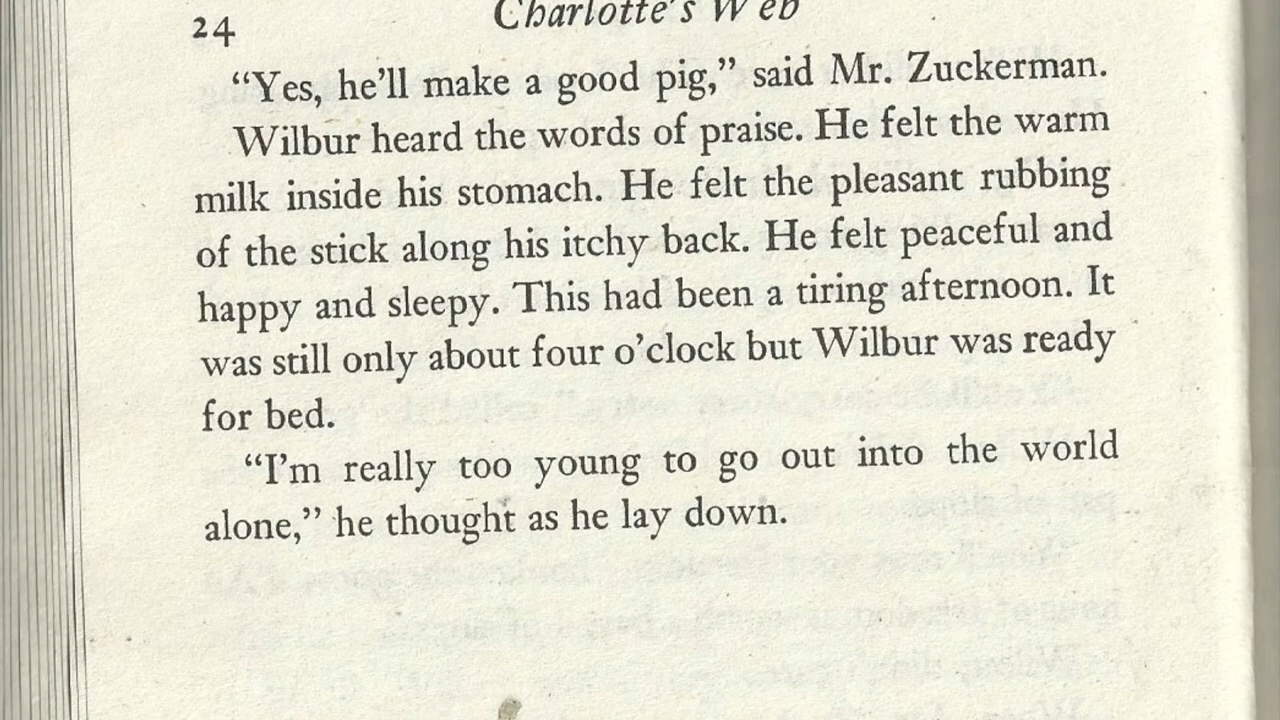 24 Charlotte's Web
"Yes, he'll make a good pig," said Mr. Zuckerman.
Wilbur heard the words of praise. He felt the warm
milk inside his stomach. He felt the pleasant rubbing
of the stick along his itchy back. He felt peaceful and
happy and sleepy. This had been a tiring afternoon. It
was still only about four o'clock but Wilbur was ready
for bed.
"I'm really too young to go out into the world
alone," he thought as he lay down.